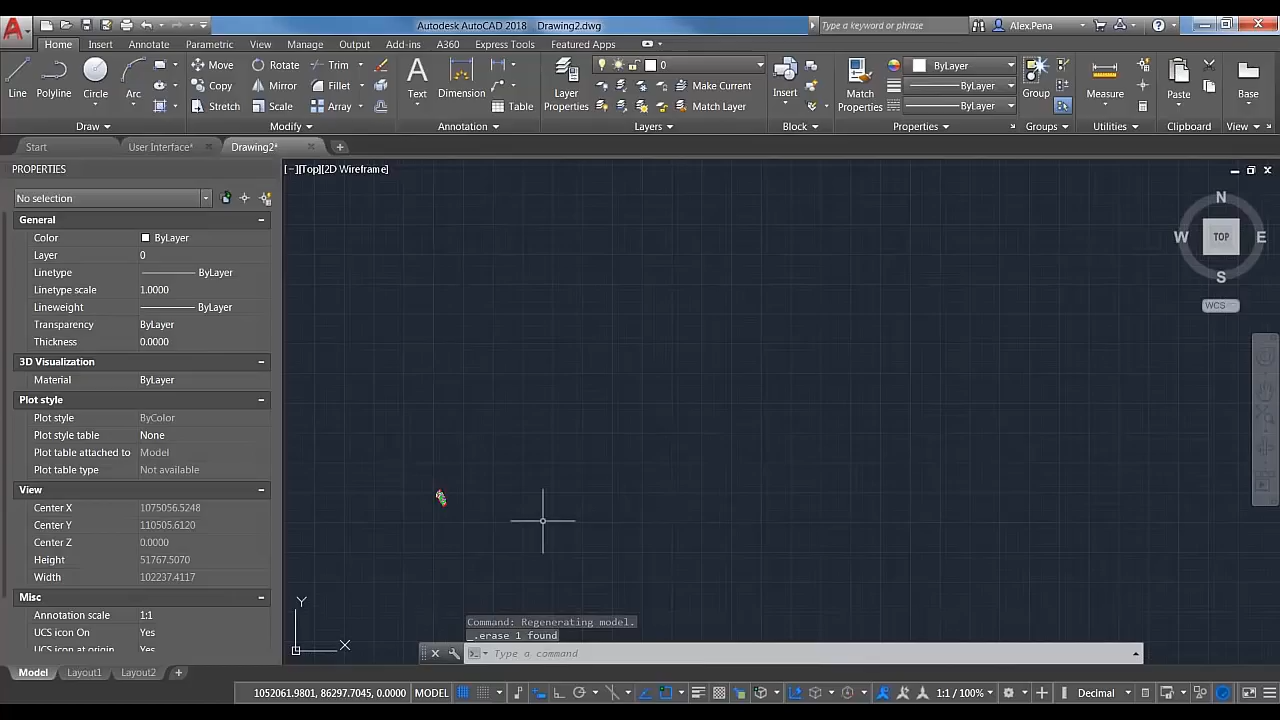 Autodesk AutoCAD 2018 Drawing2.dwg
Type a keyword or phrase
Alex.Pena
Home Insert Annotate Parametric View Manage Output Add-ins A360 Express Tools Featured Apps
Line Polyline Circle Arc
Move Rotate Trim
Copy Mirror Fillet
Stretch Scale Array
Text Dimension Table
Layer Properties
0
Make Current
Match Layer
Insert
Match Properties
ByLayer
ByLayer
ByLayer
Group
Measure
Paste
Base
Draw Modify Annotation Layers Block Properties Groups Utilities Clipboard View
Start User Interface* Drawing2*
PROPERTIES
[−][Top][2D Wireframe]
No selection
General
Color ByLayer
Layer 0
Linetype ByLayer
Linetype scale 1.0000
Lineweight ByLayer
Transparency ByLayer
Thickness 0.0000
3D Visualization
Material ByLayer
Plot style
Plot style ByColor
Plot style table None
Plot table attached to Model
Plot table type Not available
View
Center X 1075056.5248
Center Y 110505.6120
Center Z 0.0000
Height 51767.5070
Width 102237.4117
Misc
Annotation scale 1:1
UCS icon On Yes
UCS icon at origin Yes
N
W TOP E
S
WCS
Y
X
Command: Regenerating model.
_.erase 1 found
Type a command
Model Layout1 Layout2 +
1052061.9801, 86297.7045, 0.0000 MODEL 1:1 / 100% Decimal